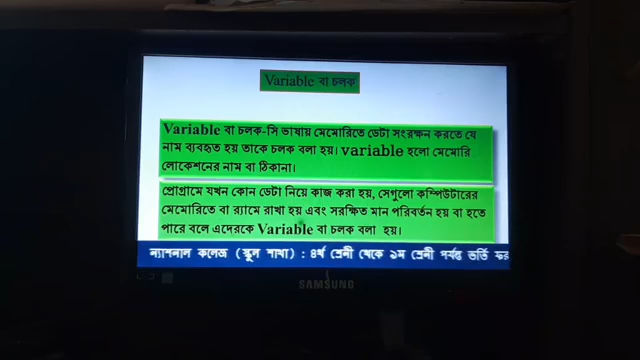 Variable বা চলক
Variable বা চলক-সি ভাষায় মেমোরিতে ডেটা সংরক্ষন করতে যে
নাম ব্যবহৃত হয় তাকে চলক বলা হয়। variable হলো মেমোরি
লোকেশনের নাম বা ঠিকানা।
প্রোগ্রামে যখন কোন ডেটা নিয়ে কাজ করা হয়, সেগুলো কম্পিউটারের
মেমোরিতে বা র‍্যামে রাখা হয় এবং সরক্ষিত মান পরিবর্তন হয় বা হতে
পারে বলে এদেরকে Variable বা চলক বলা হয়।
ন্যাশনাল কলেজ (স্কুল শাখা) : ৪র্থ শ্রেনী থেকে ৯ম শ্রেনী পর্যন্ত ভর্তি ফর
SAMSUNG